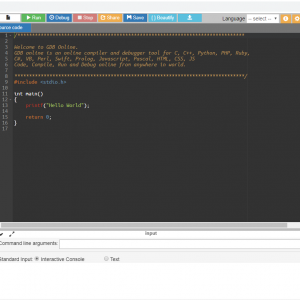 Run Debug Stop Share Save {} Beautify Language -- select --
source code
1 /******************************************************************************
2
3 Welcome to GDB Online.
4 GDB online is an online compiler and debugger tool for C, C++, Python, PHP, Ruby,
5 C#, VB, Perl, Swift, Prolog, Javascript, Pascal, HTML, CSS, JS
6 Code, Compile, Run and Debug online from anywhere in world.
7
8 *******************************************************************************/
9 #include <stdio.h>
10
11 int main()
12 {
13 printf("Hello World");
14
15 return 0;
16 }
17
input
Command line arguments:
Standard Input: Interactive Console Text